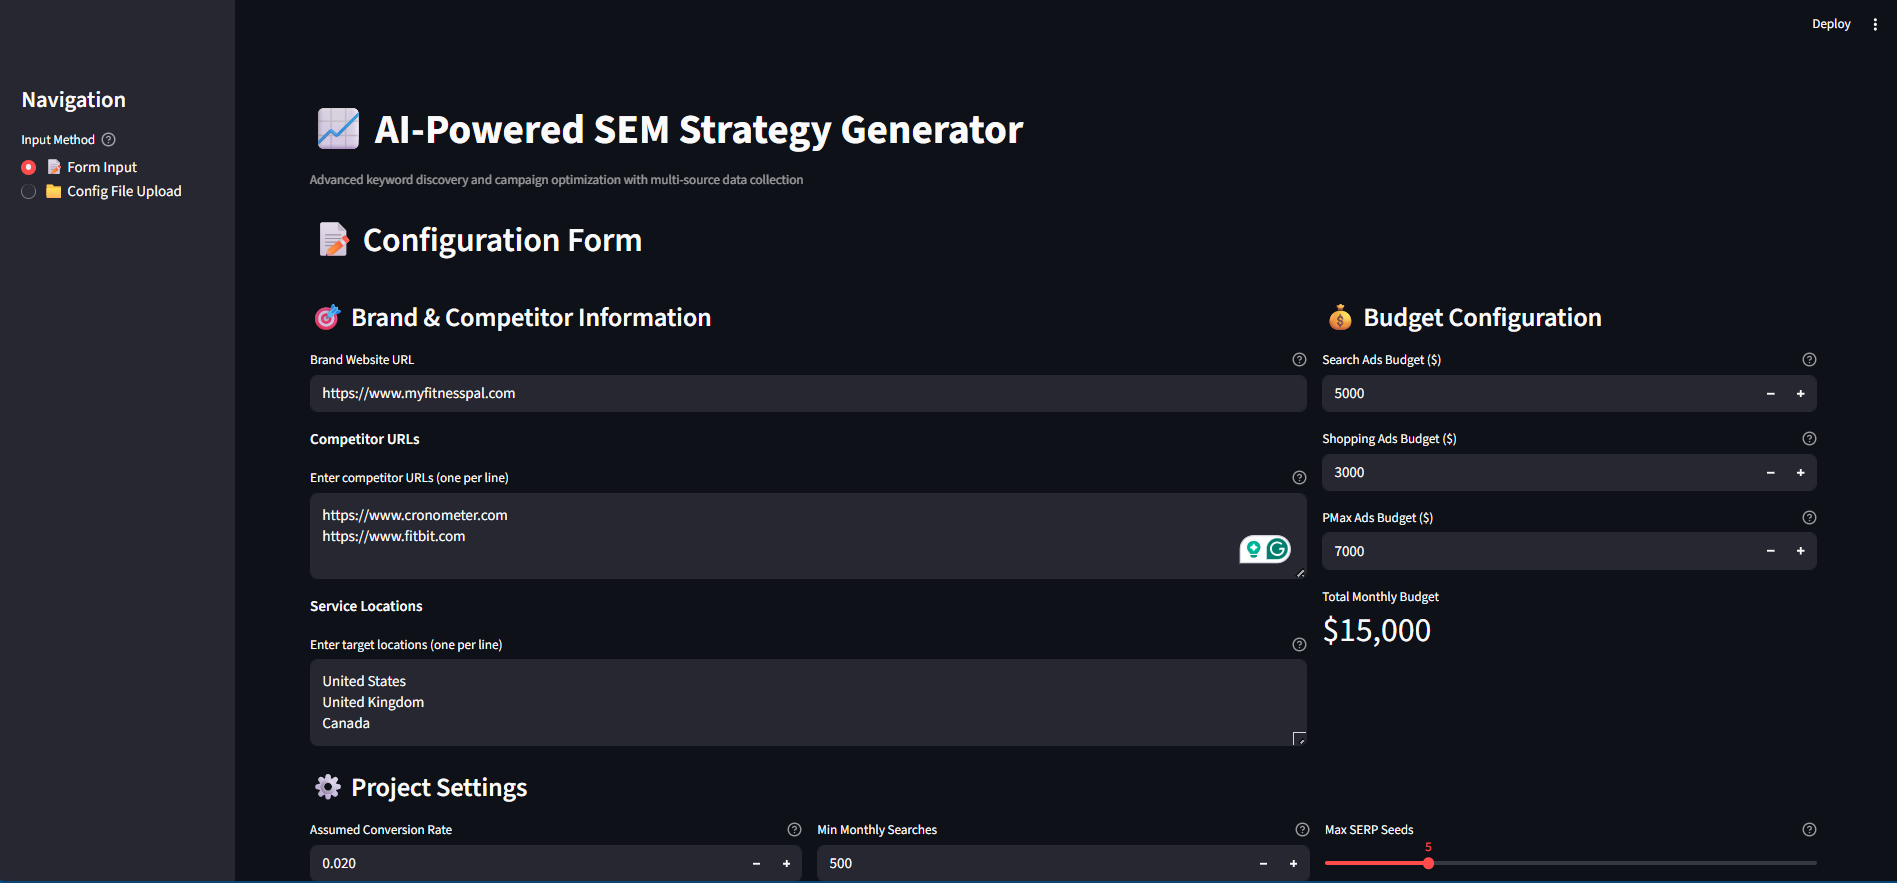 Deploy
Navigation
Input Method
Form Input
Config File Upload
AI-Powered SEM Strategy Generator
Advanced keyword discovery and campaign optimization with multi-source data collection
Configuration Form
Brand & Competitor Information
Brand Website URL
https://www.myfitnesspal.com
Competitor URLs
Enter competitor URLs (one per line)
https://www.cronometer.com
https://www.fitbit.com
Service Locations
Enter target locations (one per line)
United States
United Kingdom
Canada
Budget Configuration
Search Ads Budget ($)
5000
Shopping Ads Budget ($)
3000
PMax Ads Budget ($)
7000
Total Monthly Budget
$15,000
Project Settings
Assumed Conversion Rate
0.020
Min Monthly Searches
500
Max SERP Seeds
5